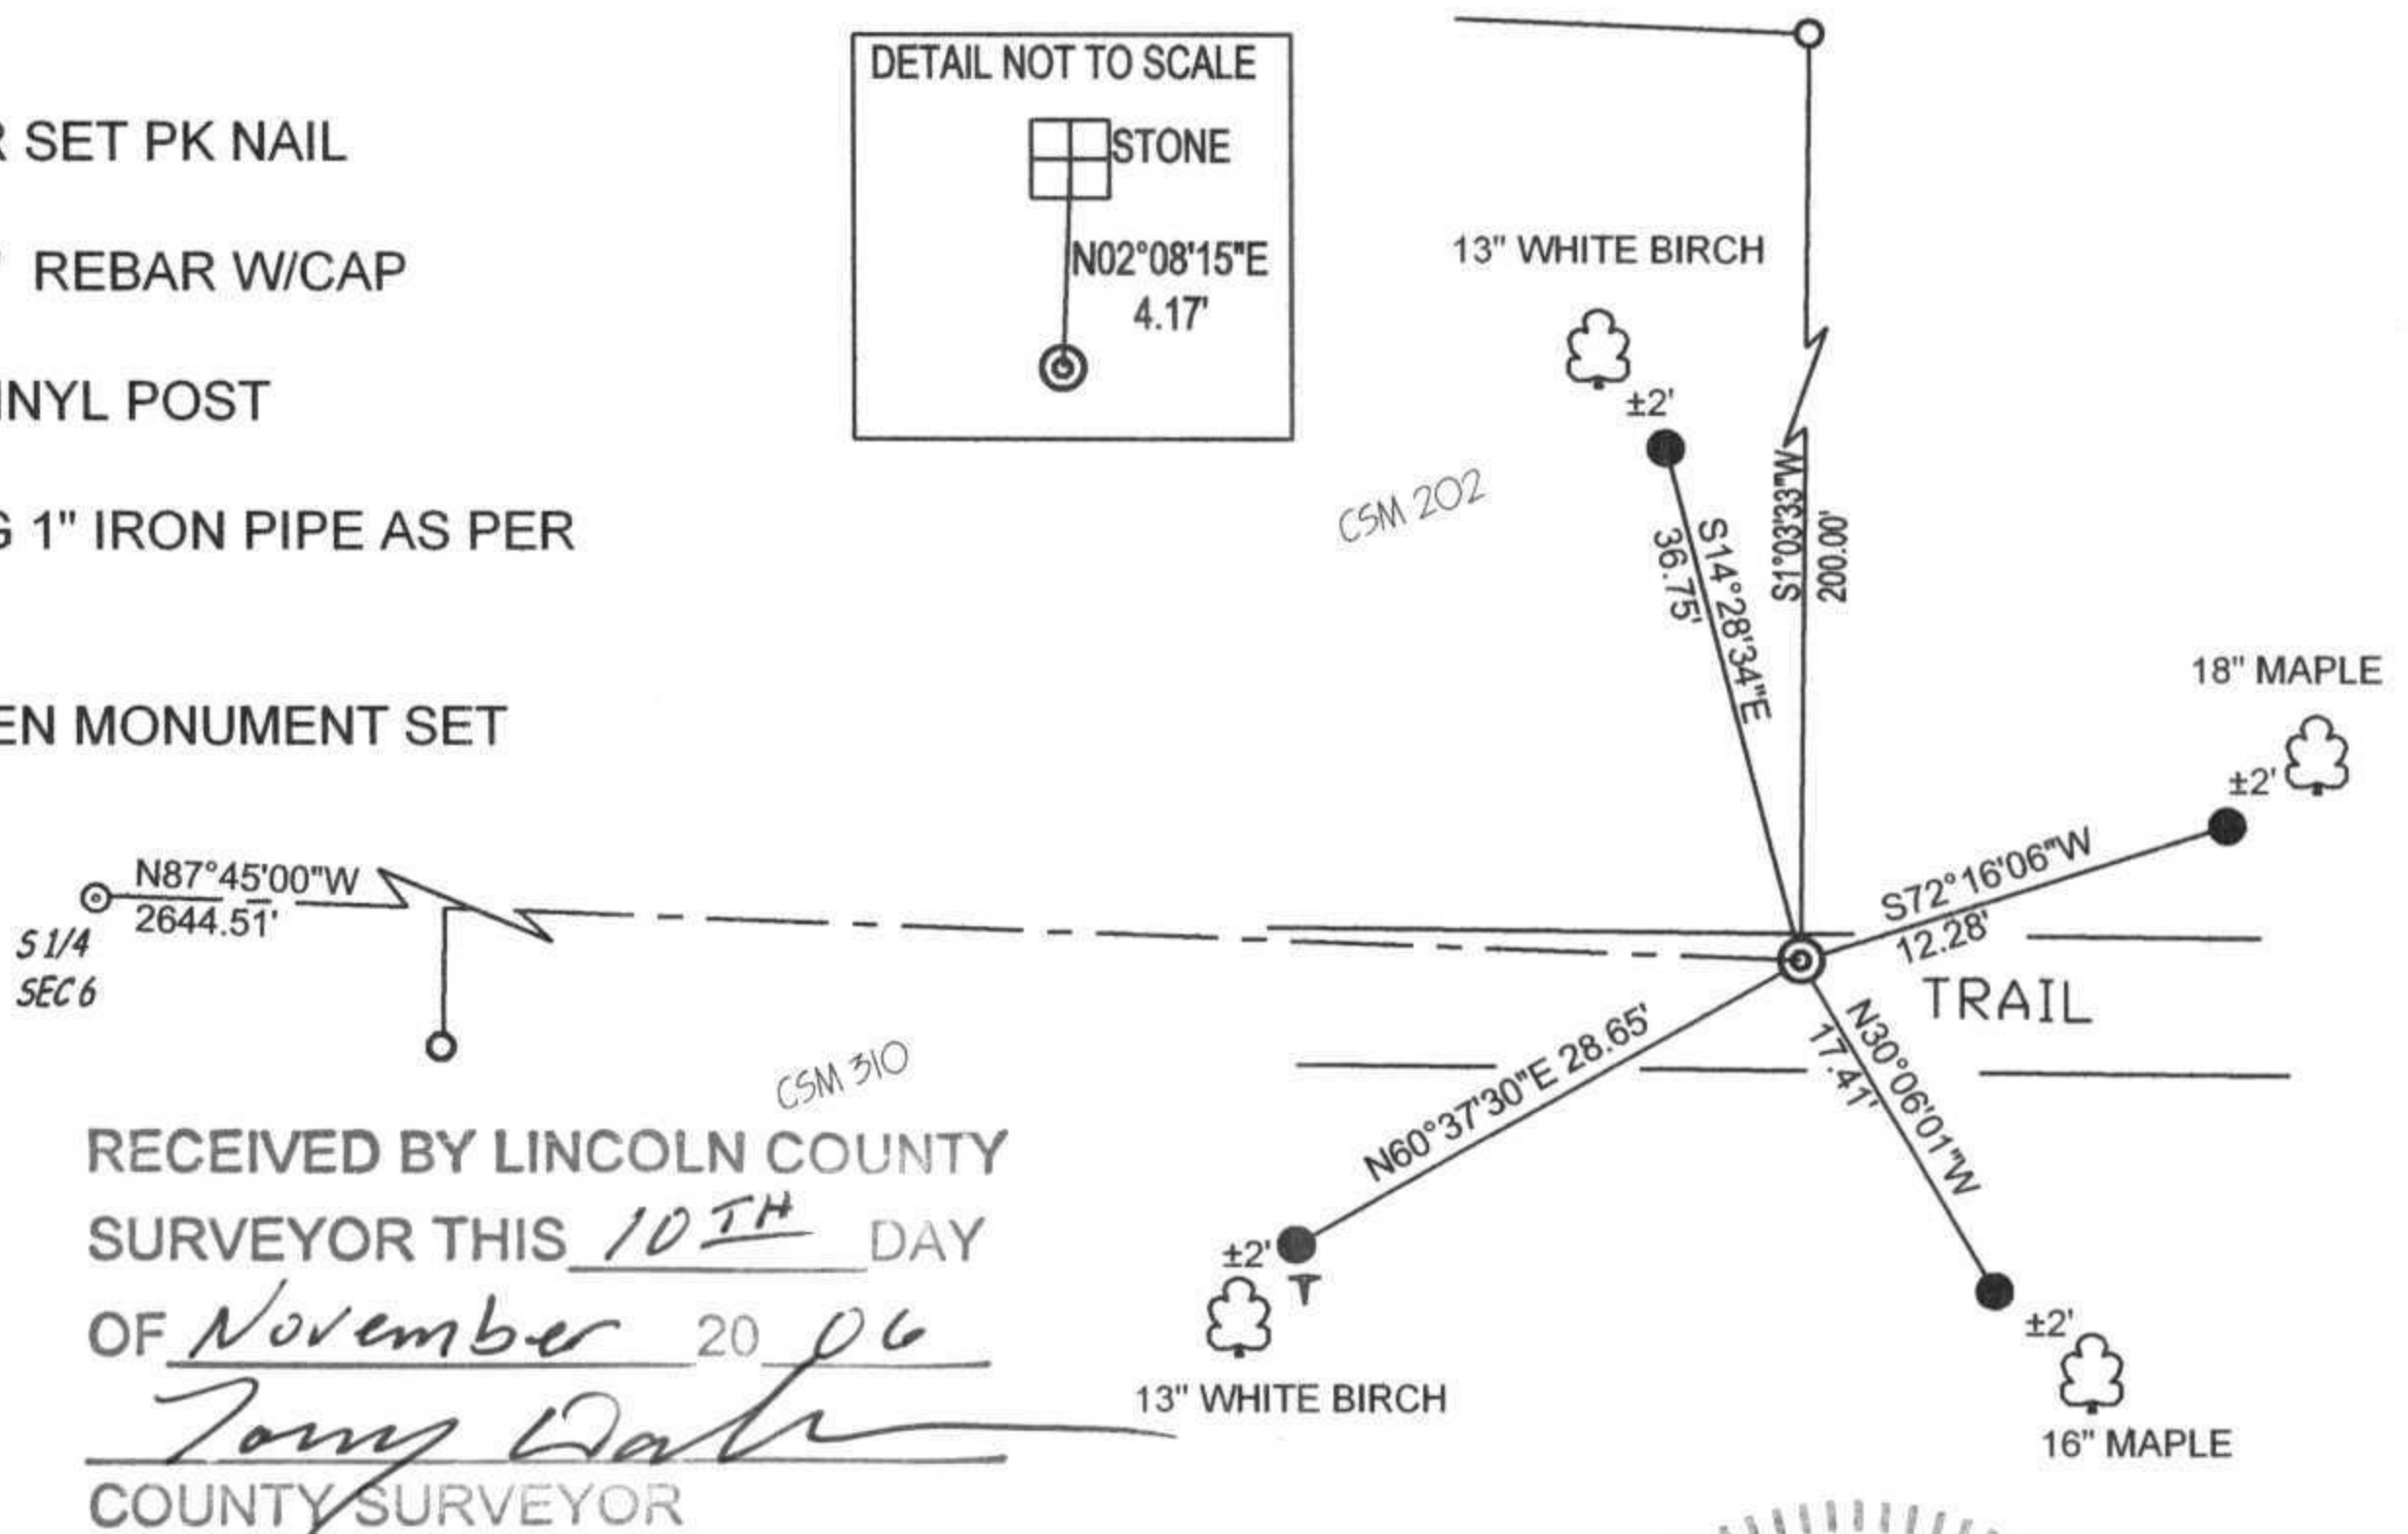 SET PK NAIL
REBAR W/CAP
INYL POST
1" IRON PIPE AS PER
EN MONUMENT SET
DETAIL NOT TO SCALE
STONE
N02°08'15"E
4.17'
13" WHITE BIRCH
±2'
CSM 202
S14°28'34"E
36.75'
S1°03'33"W
200.00'
18" MAPLE
±2'
S72°16'06"W
12.28'
TRAIL
N87°45'00"W
2644.51'
S 1/4
SEC 6
CSM 310
N60°37'30"E 28.65'
N30°06'01"W
17.41'
±2'
13" WHITE BIRCH
±2'
16" MAPLE
RECEIVED BY LINCOLN COUNTY
SURVEYOR THIS 10TH DAY
OF November 20 06
COUNTY SURVEYOR